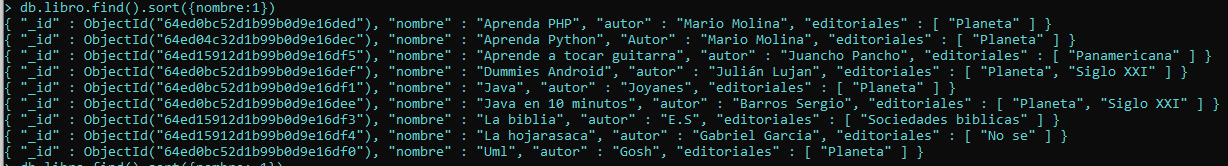 > db.libro.find().sort({nombre:1})
{ "_id" : ObjectId("64ed0bc52d1b99b0d9e16ded"), "nombre" : "Aprenda PHP", "autor" : "Mario Molina", "editoriales" : [ "Planeta" ] }
{ "_id" : ObjectId("64ed04c32d1b99b0d9e16dec"), "nombre" : "Aprenda Python", "Autor" : "Mario Molina", "editoriales" : [ "Planeta" ] }
{ "_id" : ObjectId("64ed15912d1b99b0d9e16df5"), "nombre" : "Aprende a tocar guitarra", "autor" : "Juancho Pancho", "editoriales" : [ "Panamericana" ] }
{ "_id" : ObjectId("64ed0bc52d1b99b0d9e16def"), "nombre" : "Dummies Android", "autor" : "Julián Lujan", "editoriales" : [ "Planeta", "Siglo XXI" ] }
{ "_id" : ObjectId("64ed0bc52d1b99b0d9e16df1"), "nombre" : "Java", "autor" : "Joyanes", "editoriales" : [ "Planeta" ] }
{ "_id" : ObjectId("64ed0bc52d1b99b0d9e16dee"), "nombre" : "Java en 10 minutos", "autor" : "Barros Sergio", "editoriales" : [ "Planeta", "Siglo XXI" ] }
{ "_id" : ObjectId("64ed15912d1b99b0d9e16df3"), "nombre" : "La biblia", "autor" : "E.S", "editoriales" : [ "Sociedades biblicas" ] }
{ "_id" : ObjectId("64ed15912d1b99b0d9e16df4"), "nombre" : "La hojarasaca", "autor" : "Gabriel Garcia", "editoriales" : [ "No se" ] }
{ "_id" : ObjectId("64ed0bc52d1b99b0d9e16df0"), "nombre" : "Uml", "autor" : "Gosh", "editoriales" : [ "Planeta" ] }